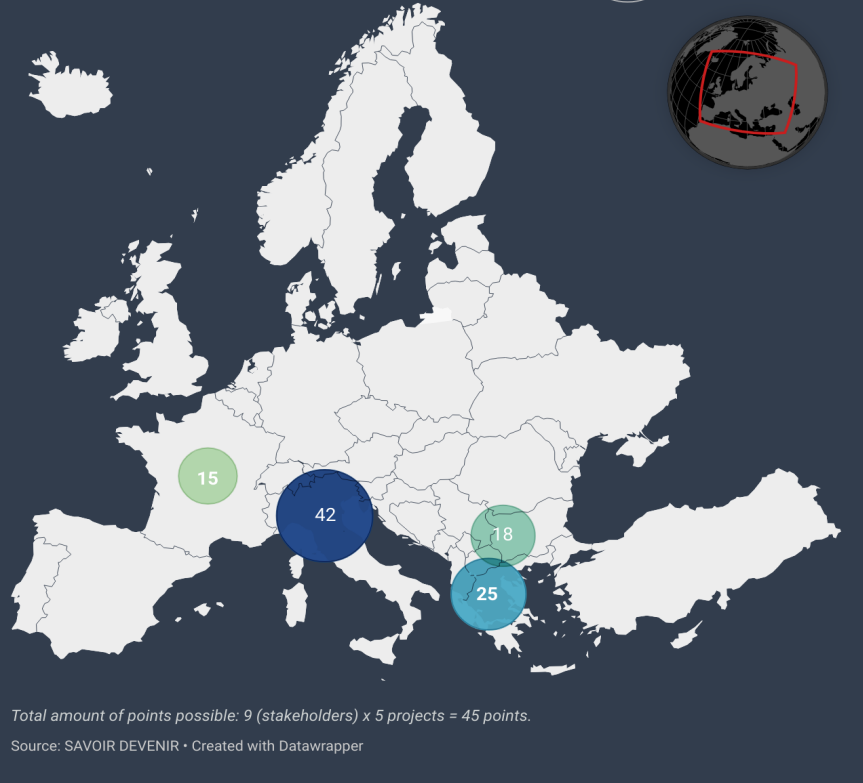 15
42
18
25
Total amount of points possible: 9 (stakeholders) x 5 projects = 45 points.
Source: SAVOIR DEVENIR • Created with Datawrapper